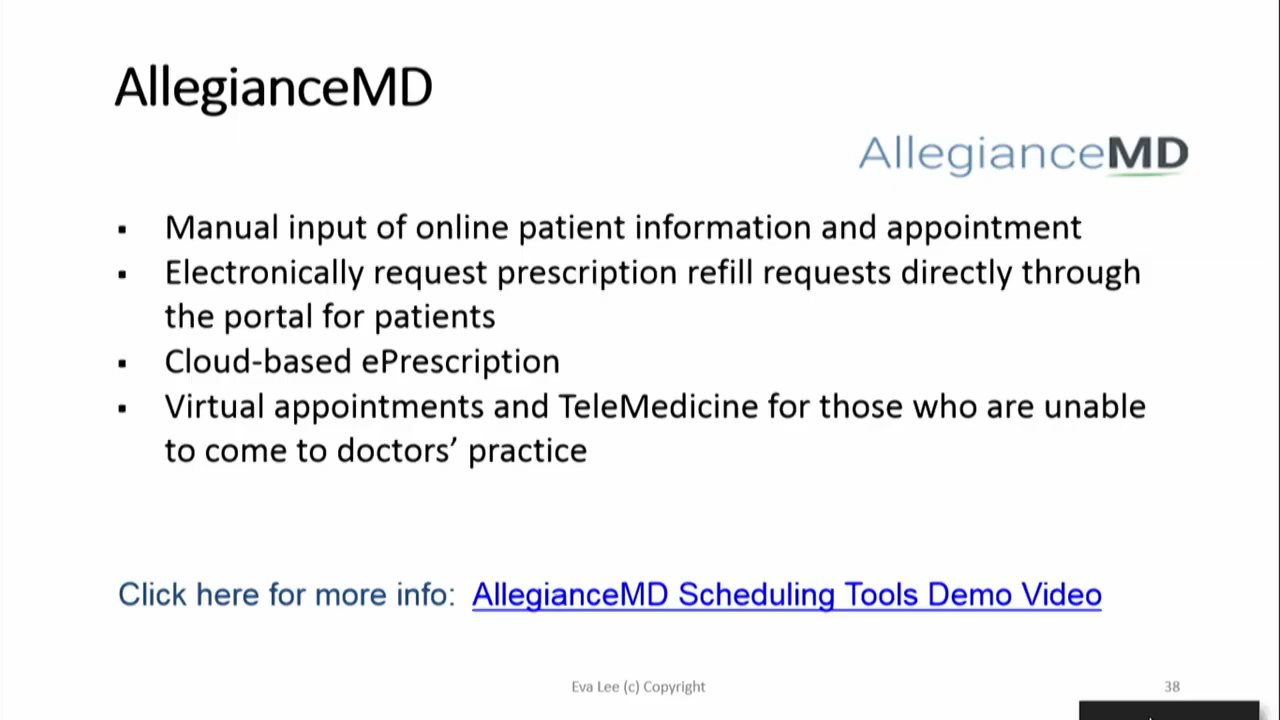 AllegianceMD
AllegianceMD
▪ Manual input of online patient information and appointment
▪ Electronically request prescription refill requests directly through
the portal for patients
▪ Cloud-based ePrescription
▪ Virtual appointments and TeleMedicine for those who are unable
to come to doctors’ practice
Click here for more info: AllegianceMD Scheduling Tools Demo Video
Eva Lee (c) Copyright
38